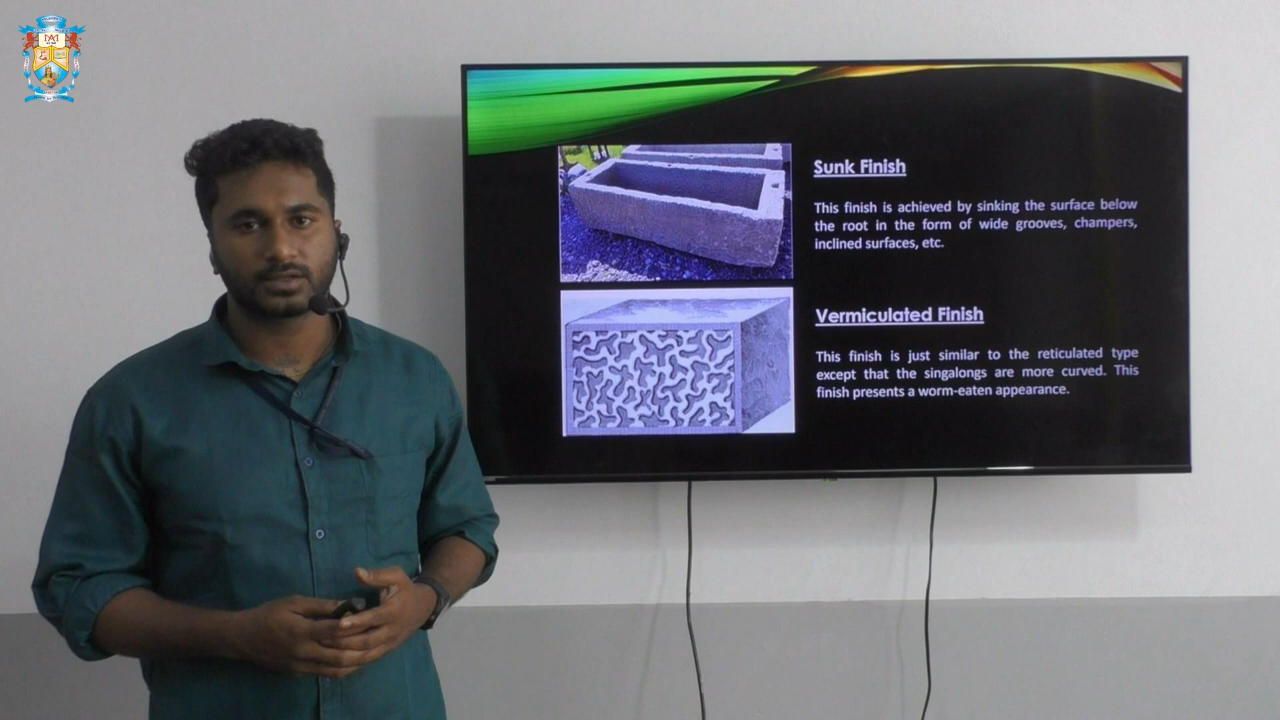 Sunk Finish
This finish is achieved by sinking the surface below
the root in the form of wide grooves, champers,
inclined surfaces, etc.
Vermiculated Finish
This finish is just similar to the reticulated type
except that the singalongs are more curved. This
finish presents a worm-eaten appearance.